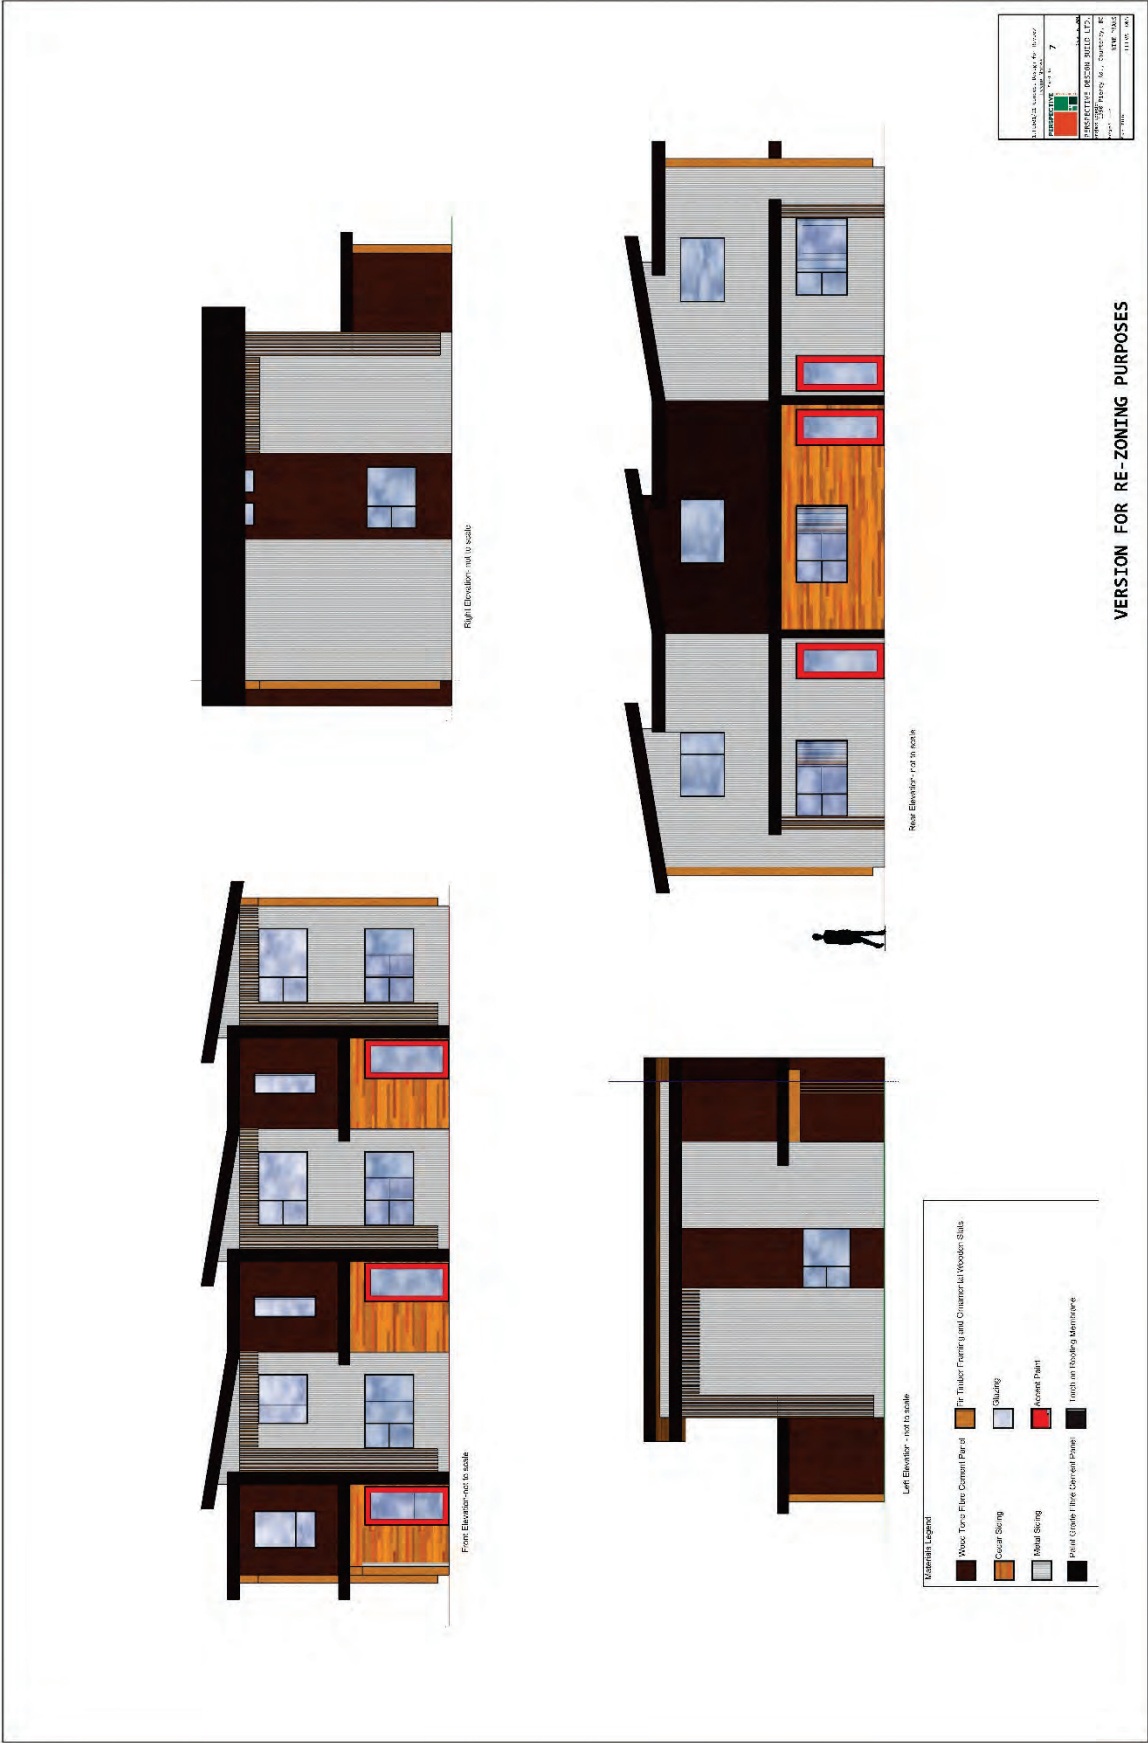 Front Elevation-not to scale
Right Elevation- not to scale
Left Elevation - not to scale
Rear Elevation- not to scale
Materials Legend
Wood Tone Fibre Cement Panel
Fir Timber Framing and Ornamental Wooden Slats
Cedar Siding
Glazing
Metal Siding
Accent Paint
Paint Grade Fibre Cement Panel
Torch on Roofing Membrane
VERSION FOR RE-ZONING PURPOSES
PERSPECTIVE
7
PERSPECTIVE DESIGN BUILD LTD.